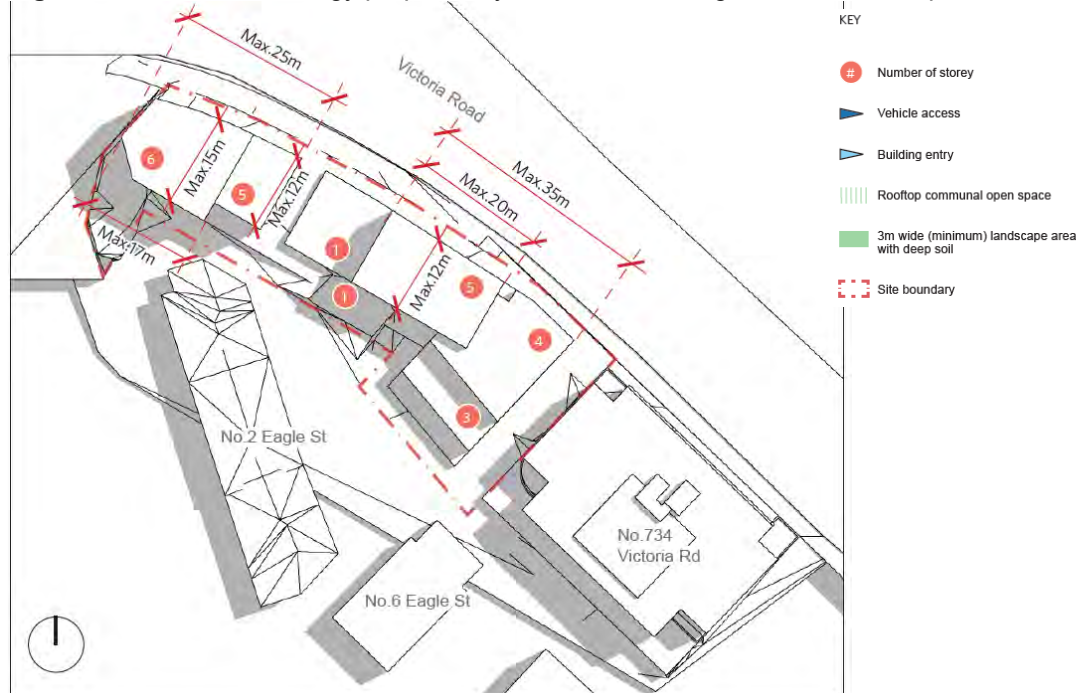 KEY
# Number of storey
Vehicle access
Building entry
Rooftop communal open space
3m wide (minimum) landscape area
with deep soil
Site boundary
Max.25m
Victoria Road
Max.35m
Max.20m
Max.15m
Max.12m
Max.17m
Max.12m
6
5
1
1
5
4
3
No.2 Eagle St
No.734
Victoria Rd
No.6 Eagle St